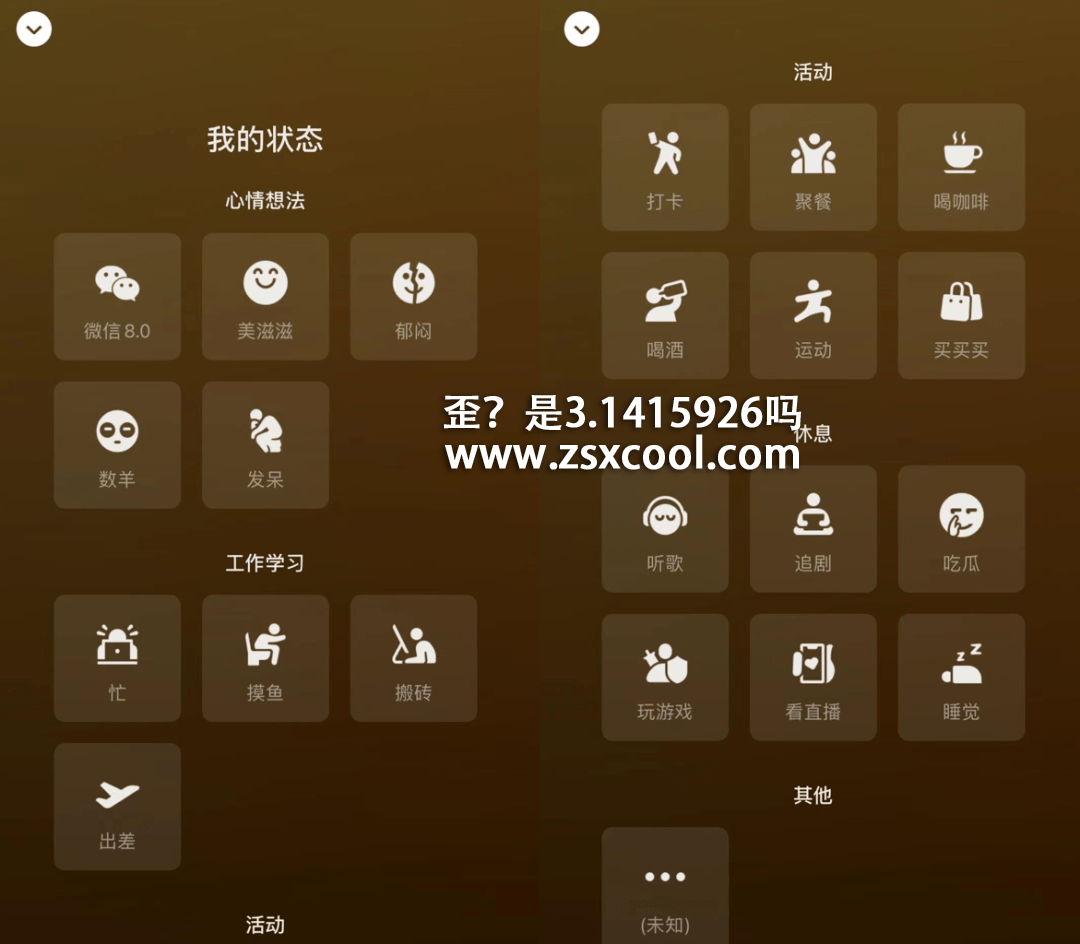 我的状态
心情想法
微信8.0
美滋滋
郁闷
数羊
发呆
工作学习
忙
摸鱼
搬砖
出差
活动
活动
打卡
聚餐
喝咖啡
喝酒
运动
买买买
歪？是3.1415926吗
www.zsxcool.com
休息
听歌
追剧
吃瓜
玩游戏
看直播
睡觉
其他
(未知)